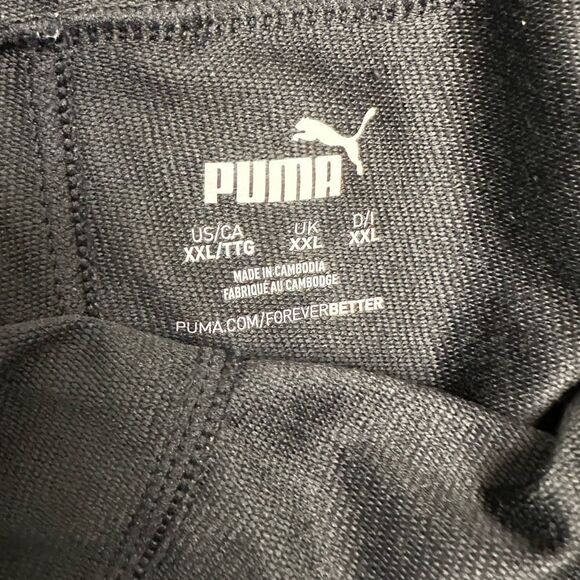 PUMA
US/CA UK D/I
XXL/TTG XXL XXL
MADE IN CAMBODIA
FABRIQUÉ AU CAMBODGE
PUMA.COM/FOREVERBETTER